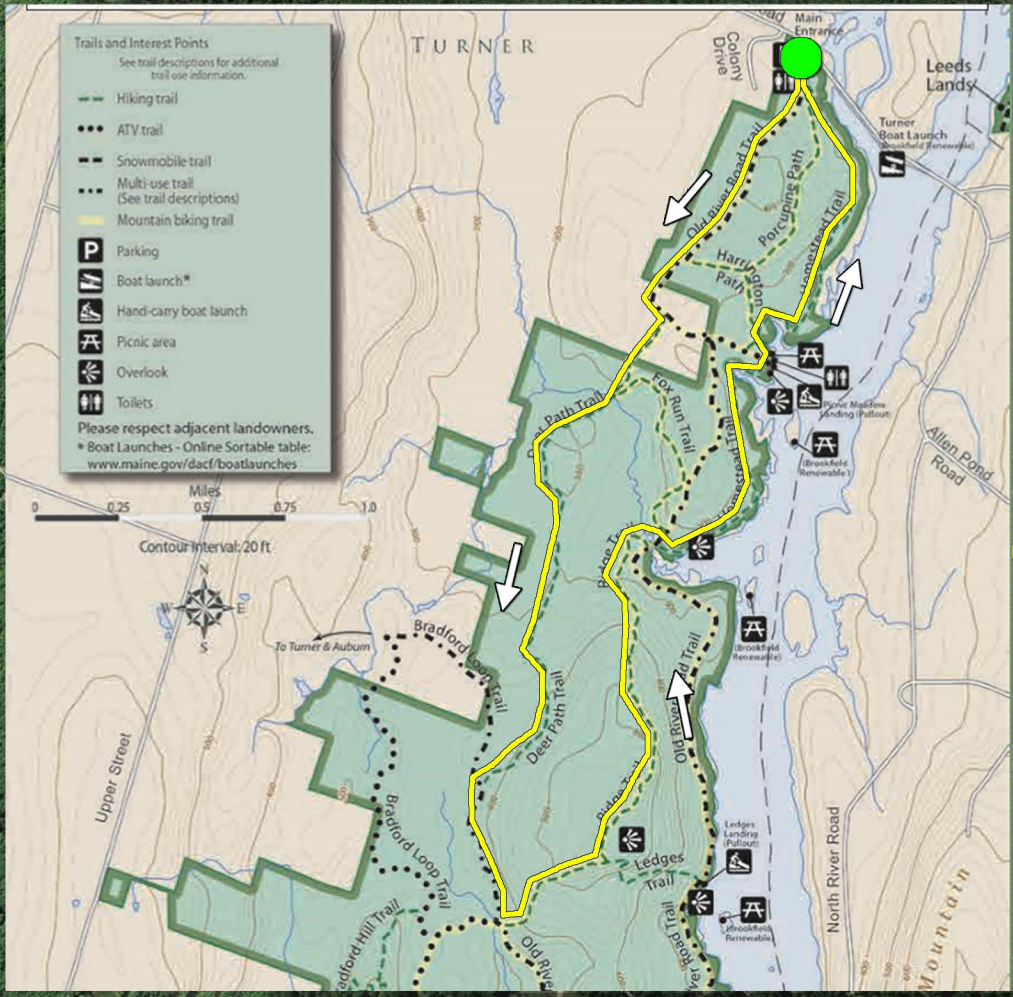 Trails and Interest Points
See trail descriptions for additional
trail use information.
Hiking trail
ATV trail
Snowmobile trail
Multi-use trail
(See trail descriptions)
Mountain biking trail
P
Parking
Boat launch*
Hand-carry boat launch
Picnic area
Overlook
Toilets
Please respect adjacent landowners.
* Boat Launches - Online Sortable table:
www.maine.gov/dacf/boatlaunches
Miles
0 0.25 0.5 0.75 1.0
Contour Interval: 20 ft
N
W E
S
TURNER
Main
Entrance
Colony
Drive
Leeds
Lands
Turner
Boat Launch
(Brookfield Renewable)
Old River Road Trail
Porcupine Path
Homestead Trail
Harrington
Path
Fox Run Trail
Path Trail
Picnic Meadow
Landing (Pullout)
(Brookfield
Renewable)
Allen Pond
Road
Homestead Trail
(Brookfield
Renewable)
To Turner & Auburn
Bradford Loop Trail
Deer Path Trail
Old River Road Trail
Upper Street
Bradford Loop Trail
Ridge Trail
Ledges
Trail
Ledges
Landing
(Pullout)
North River Road
(Brookfield
Renewable)
Mountain
Old River